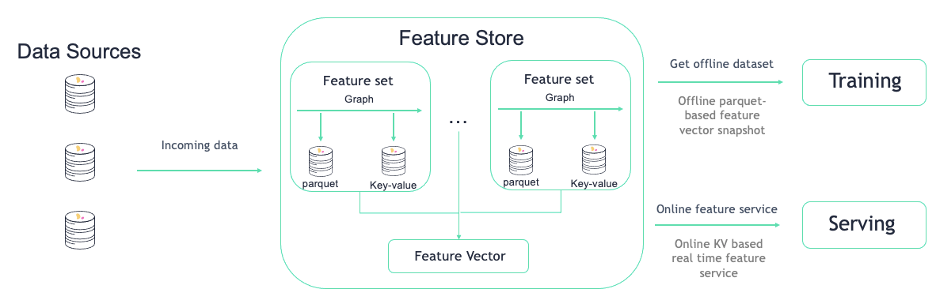 Data Sources
Incoming data
Feature Store
Feature set
Graph
parquet
Key-value
...
Feature set
Graph
parquet
Key-value
Feature Vector
Get offline dataset
Offline parquet-
based feature
vector snapshot
Training
Online feature service
Online KV based
real time feature
service
Serving